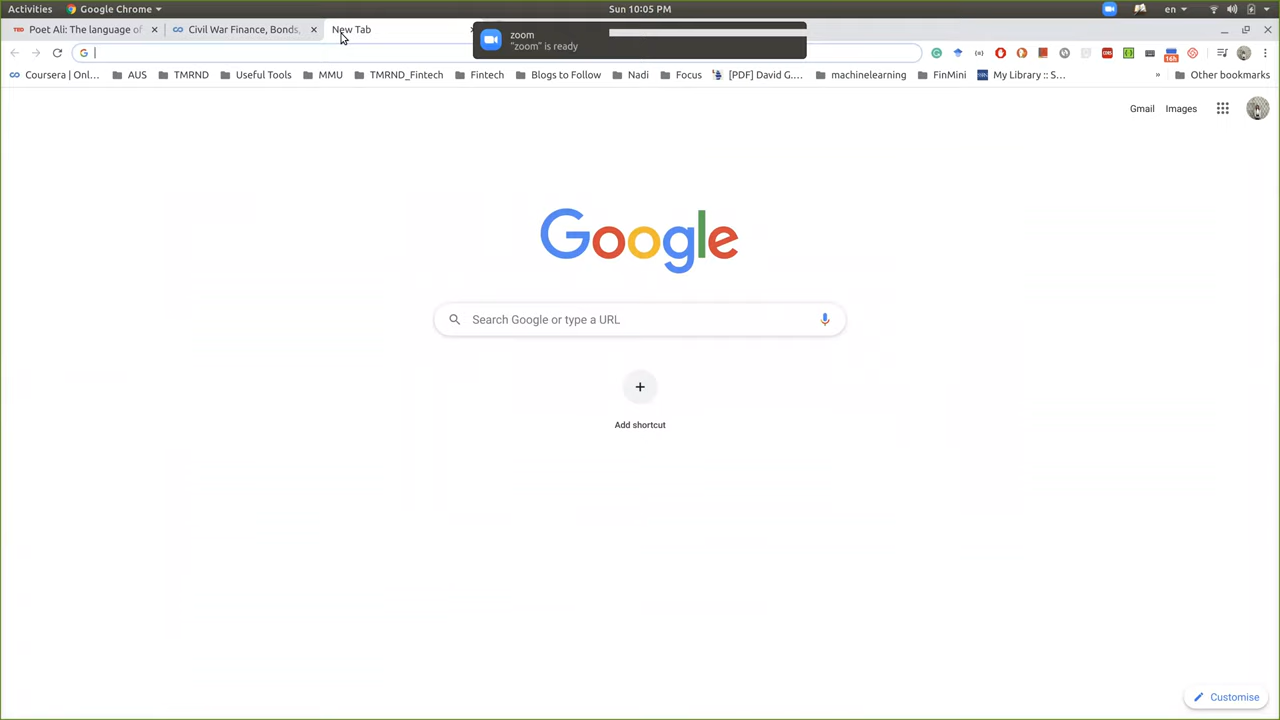 Activities Google Chrome Sun 10:05 PM en
Poet Ali: The language of Civil War Finance, Bonds, New Tab
zoom
"zoom" is ready
Coursera | Onl... AUS TMRND Useful Tools MMU TMRND_Fintech Fintech Blogs to Follow Nadi Focus [PDF] David G.... machinelearning FinMini My Library :: S... » Other bookmarks
Gmail Images
Google
Search Google or type a URL
Add shortcut
Customise